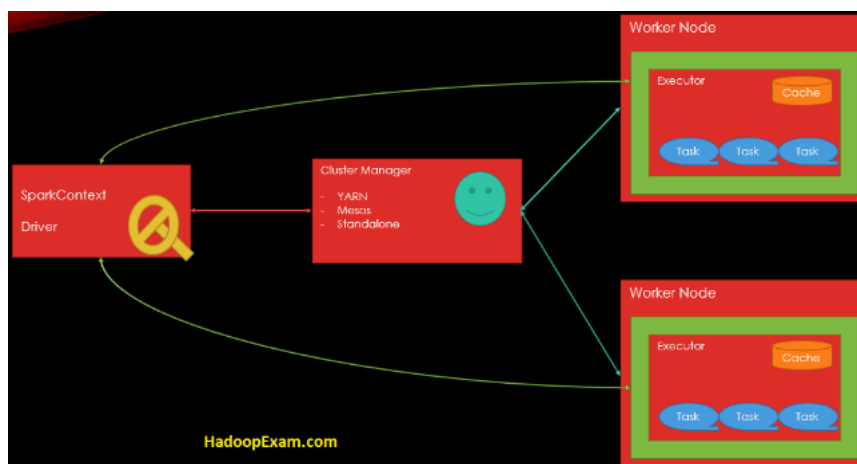 SparkContext
Driver
Cluster Manager
- YARN
- Mesos
- Standalone
Worker Node
Executor
Cache
Task Task Task
Worker Node
Executor
Cache
Task Task Task
HadoopExam.com